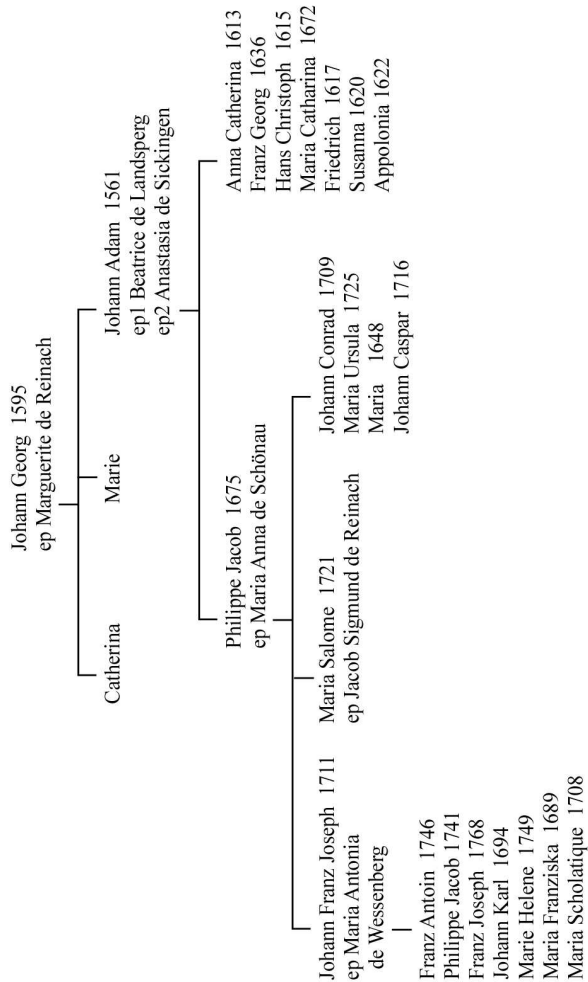 Johann Georg 1595
ep Marguerite de Reinach
Catherina
Marie
Johann Adam 1561
ep1 Beatrice de Landsperg
ep2 Anastasia de Sickingen
Philippe Jacob 1675
ep Maria Anna de Schönau
Anna Catherina 1613
Franz Georg 1636
Hans Christoph 1615
Maria Catharina 1672
Friedrich 1617
Susanna 1620
Appolonia 1622
Johann Franz Joseph 1711
ep Maria Antonia
de Wessenberg
Maria Salome 1721
ep Jacob Sigmund de Reinach
Johann Conrad 1709
Maria Ursula 1725
Maria 1648
Johann Caspar 1716
Franz Antoin 1746
Philippe Jacob 1741
Franz Joseph 1768
Johann Karl 1694
Marie Helene 1749
Maria Franziska 1689
Maria Scholatique 1708